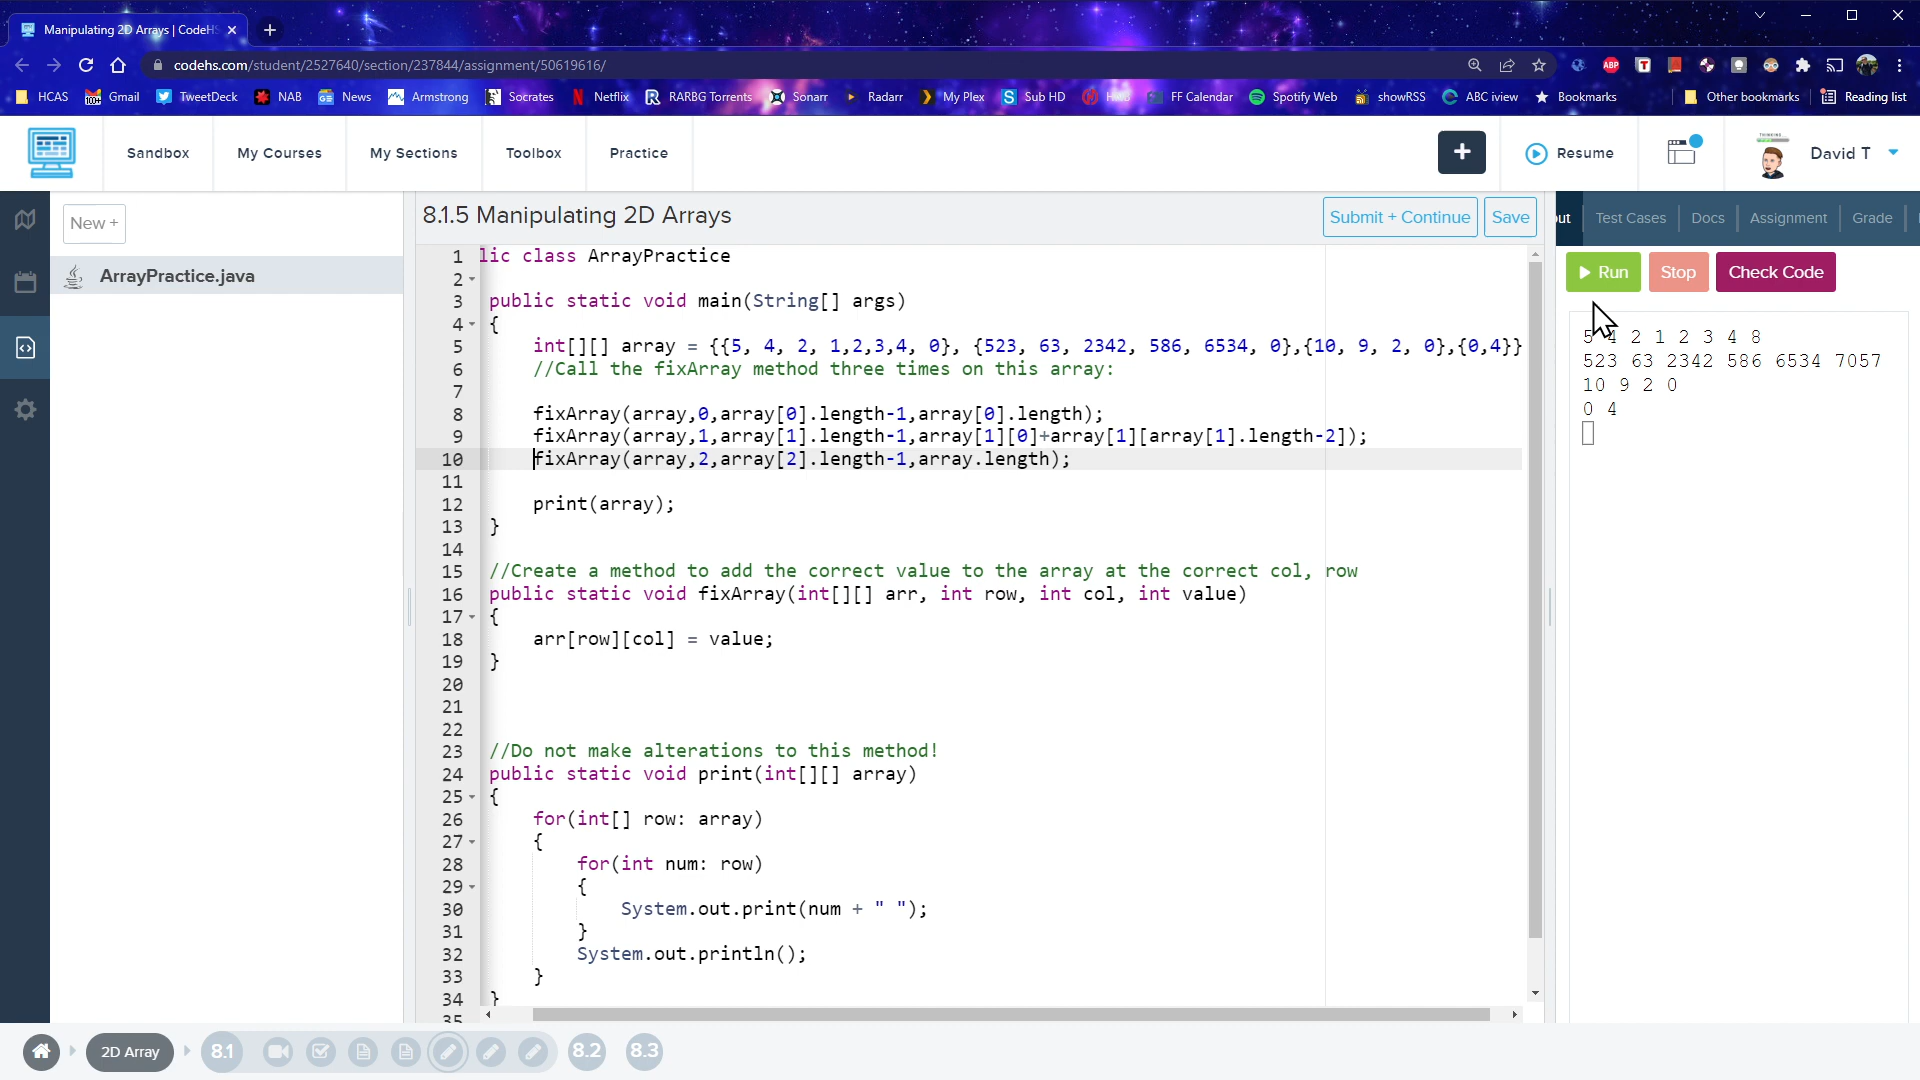 Manipulating 2D Arrays | CodeHS
codehs.com/student/2527640/section/237844/assignment/50619616/
ABP
T
HCAS
Gmail
TweetDeck
NAB
News
Armstrong
Socrates
Netflix
RARBG Torrents
Sonarr
Radarr
My Plex
Sub HD
FF Calendar
Spotify Web
showRSS
ABC iview
Bookmarks
Other bookmarks
Reading list
Sandbox
My Courses
My Sections
Toolbox
Practice
+
Resume
David T
New +
ArrayPractice.java
8.1.5 Manipulating 2D Arrays
Submit + Continue
Save
ut
Test Cases
Docs
Assignment
Grade
Run
Stop
Check Code
1 lic class ArrayPractice
2
3 public static void main(String[] args)
4 {
5 int[][] array = {{5, 4, 2, 1,2,3,4, 0}, {523, 63, 2342, 586, 6534, 0},{10, 9, 2, 0},{0,4}}
6 //Call the fixArray method three times on this array:
7
8 fixArray(array,0,array[0].length-1,array[0].length);
9 fixArray(array,1,array[1].length-1,array[1][0]+array[1][array[1].length-2]);
10 fixArray(array,2,array[2].length-1,array.length);
11
12 print(array);
13 }
14
15 //Create a method to add the correct value to the array at the correct col, row
16 public static void fixArray(int[][] arr, int row, int col, int value)
17 {
18 arr[row][col] = value;
19 }
20
21
22
23 //Do not make alterations to this method!
24 public static void print(int[][] array)
25 {
26 for(int[] row: array)
27 {
28 for(int num: row)
29 {
30 System.out.print(num + " ");
31 }
32 System.out.println();
33 }
34 }
35
5 4 2 1 2 3 4 8
523 63 2342 586 6534 7057
10 9 2 0
0 4
2D Array
8.1
8.2
8.3